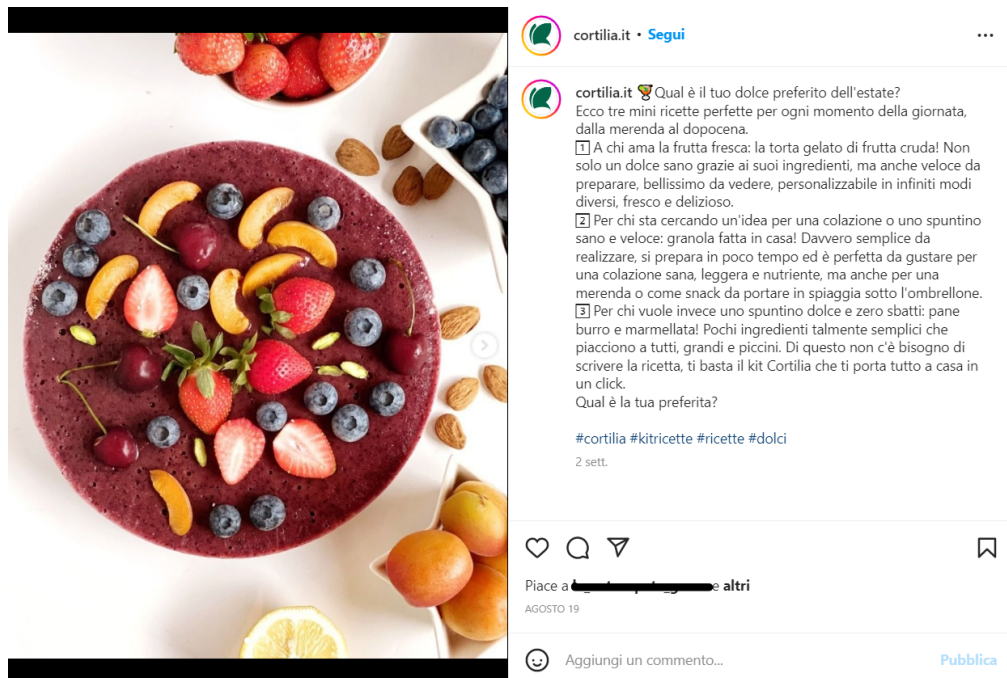 cortilia.it • Segui
cortilia.it Qual è il tuo dolce preferito dell'estate?
Ecco tre mini ricette perfette per ogni momento della giornata,
dalla merenda al dopocena.
1 A chi ama la frutta fresca: la torta gelato di frutta cruda! Non
solo un dolce sano grazie ai suoi ingredienti, ma anche veloce da
preparare, bellissimo da vedere, personalizzabile in infiniti modi
diversi, fresco e delizioso.
2 Per chi sta cercando un'idea per una colazione o uno spuntino
sano e veloce: granola fatta in casa! Davvero semplice da
realizzare, si prepara in poco tempo ed è perfetta da gustare per
una colazione sana, leggera e nutriente, ma anche per una
merenda o come snack da portare in spiaggia sotto l'ombrellone.
3 Per chi vuole invece uno spuntino dolce e zero sbatti: pane
burro e marmellata! Pochi ingredienti talmente semplici che
piacciono a tutti, grandi e piccini. Di questo non c'è bisogno di
scrivere la ricetta, ti basta il kit Cortilia che ti porta tutto a casa in
un click.
Qual è la tua preferita?
#cortilia #kitricette #ricette #dolci
2 sett.
Piace a e altri
AGOSTO 19
Aggiungi un commento...
Pubblica